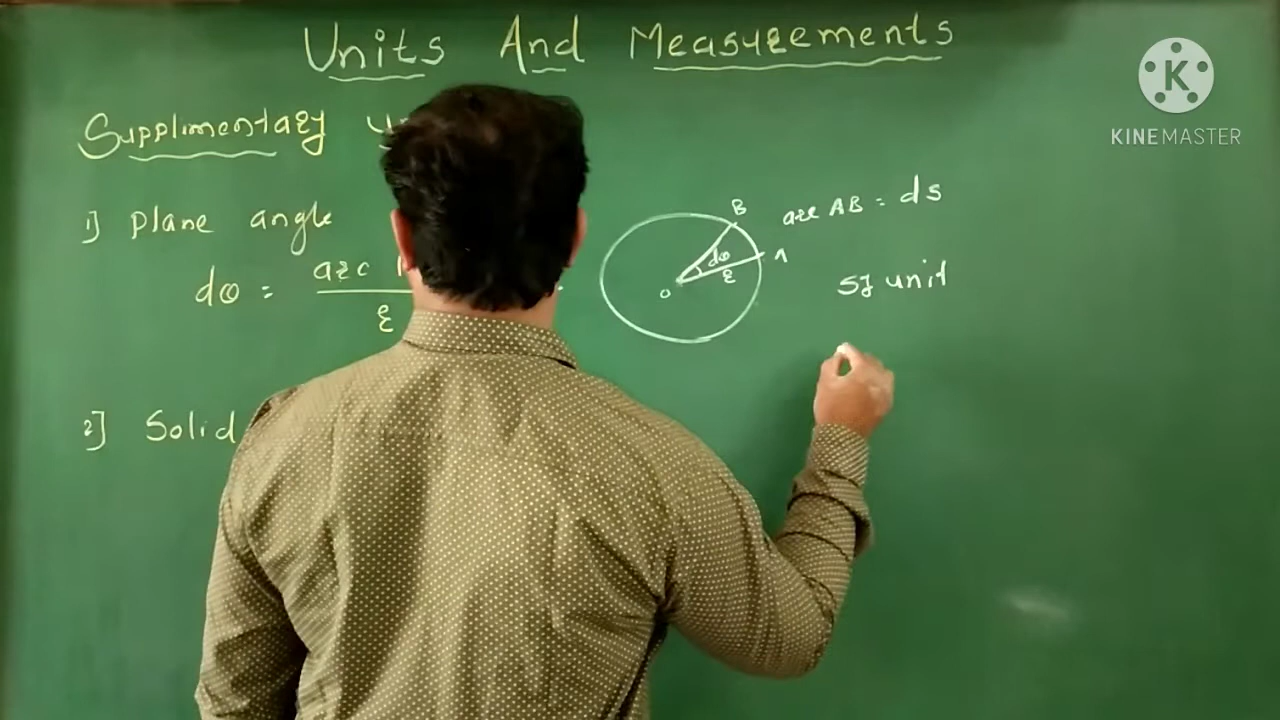 Units And Measurements
Supplimentary
1] Plane angle
dθ = arc
r
B
arc AB = ds
dθ
A
r
O
SI unit
2] Solid
K
KINEMASTER